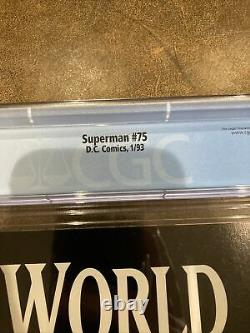 Superman #75
D.C. Comics, 1/93
CGC
WORLD